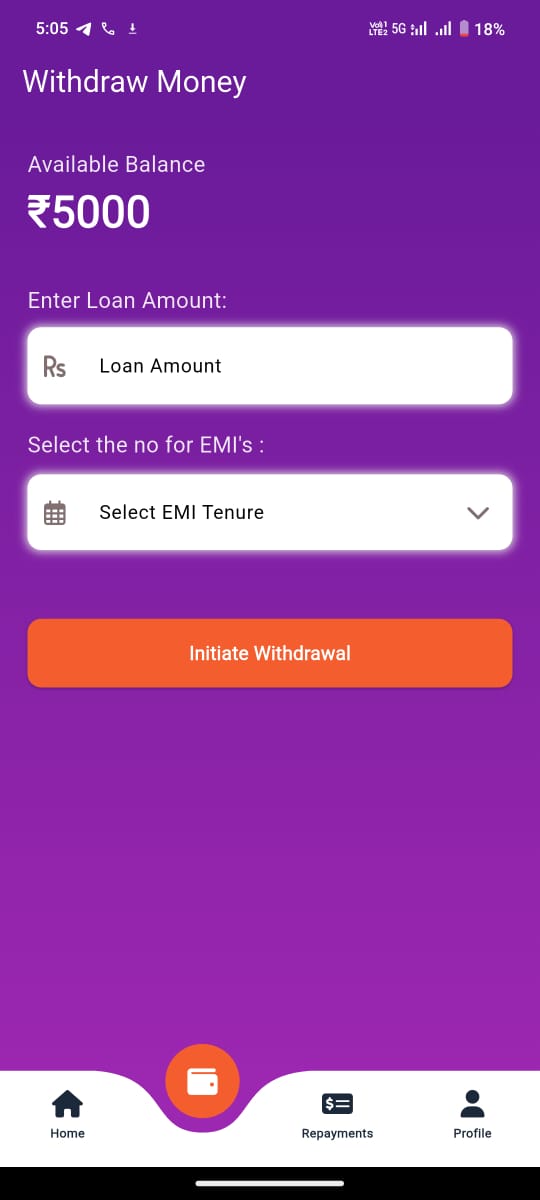 5:05
VoLTE1 LTE2 5G 18%
Withdraw Money
Available Balance
₹5000
Enter Loan Amount:
Rs Loan Amount
Select the no for EMI's :
Select EMI Tenure
Initiate Withdrawal
Home
Repayments
Profile